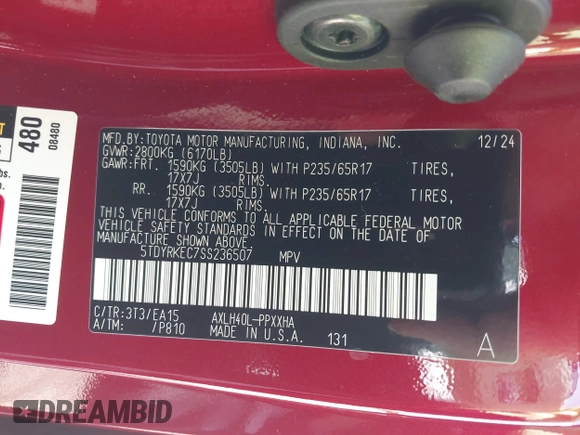 480
08480
bs.
MFD.BY:TOYOTA MOTOR MANUFACTURING, INDIANA, INC. 12/24
GVWR:2800KG (6170LB)
GAWR:FRT. 1590KG (3505LB) WITH P235/65R17 TIRES,
17X7J RIMS.
RR. 1590KG (3505LB) WITH P235/65R17 TIRES,
17X7J RIMS.
THIS VEHICLE CONFORMS TO ALL APPLICABLE FEDERAL MOTOR
VEHICLE SAFETY STANDARDS IN EFFECT ON THE DATE OF
MANUFACTURE SHOWN ABOVE.
5TDYRKEC7SS236507 MPV
C/TR:3T3/EA15 AXLH40L-PPXXHA
A/TM: /P810 MADE IN U.S.A. 131
A
DREAMBID